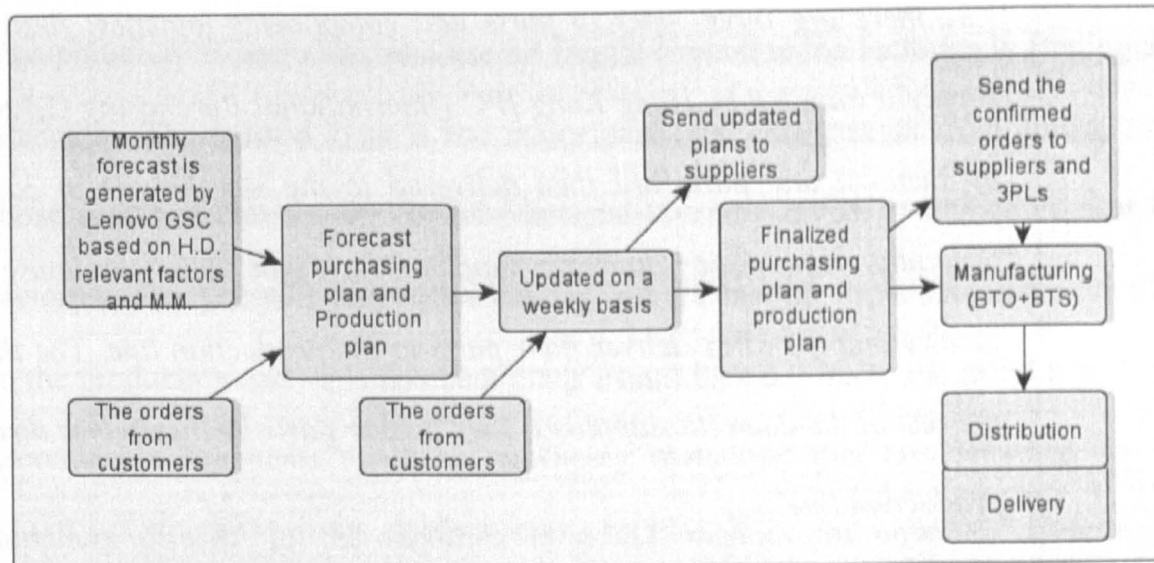 Monthly
forecast is
generated by
Lenovo GSC
based on H.D.
relevant factors
and M.M.
The orders
from
customers
Forecast
purchasing
plan and
Production
plan
The orders
from
customers
Updated on a
weekly basis
Send updated
plans to
suppliers
Finalized
purchasing
plan and
production
plan
Send the
confirmed
orders to
suppliers and
3PLs
Manufacturing
(BTO+BTS)
Distribution
Delivery